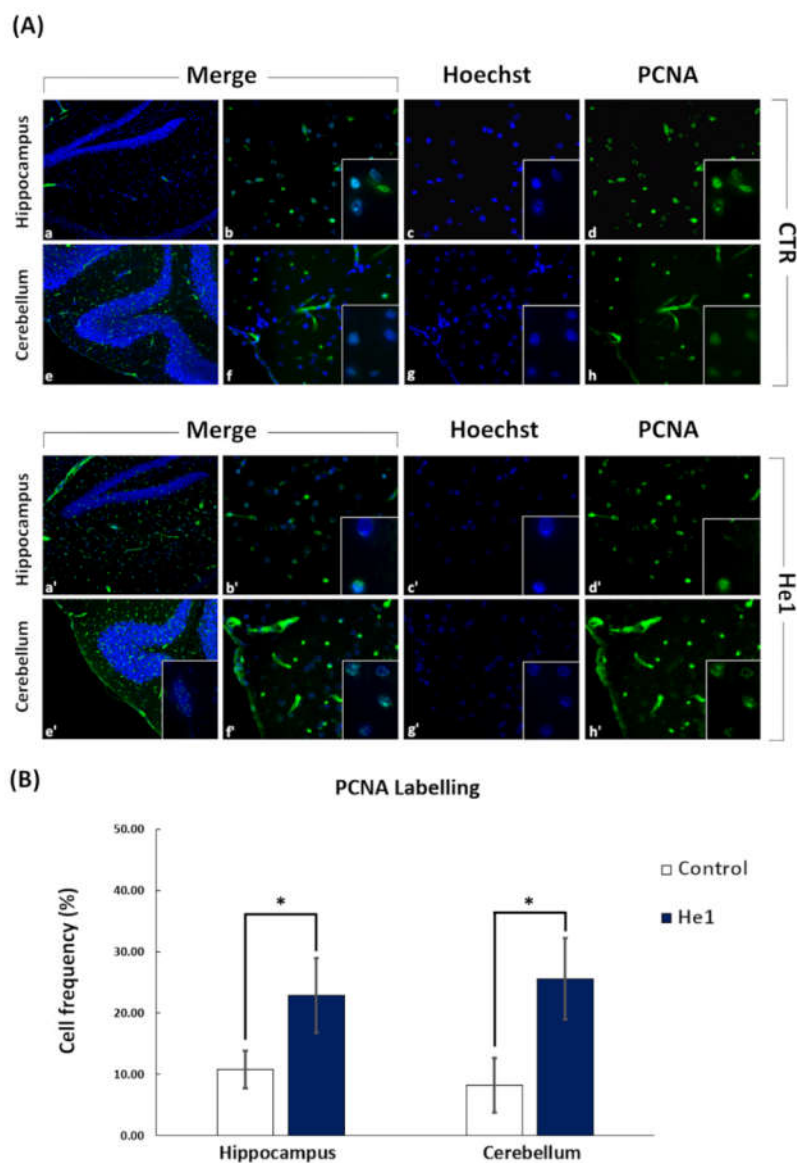 (A)
Merge Hoechst PCNA
Hippocampus
a b c d
CTR
Cerebellum
e f g h
Merge Hoechst PCNA
Hippocampus
a' b' c' d'
He1
Cerebellum
e' f' g' h'
(B)
PCNA Labelling
50.00
40.00
30.00
20.00
10.00
0.00
Cell frequency (%)
* *
Control
He1
Hippocampus Cerebellum